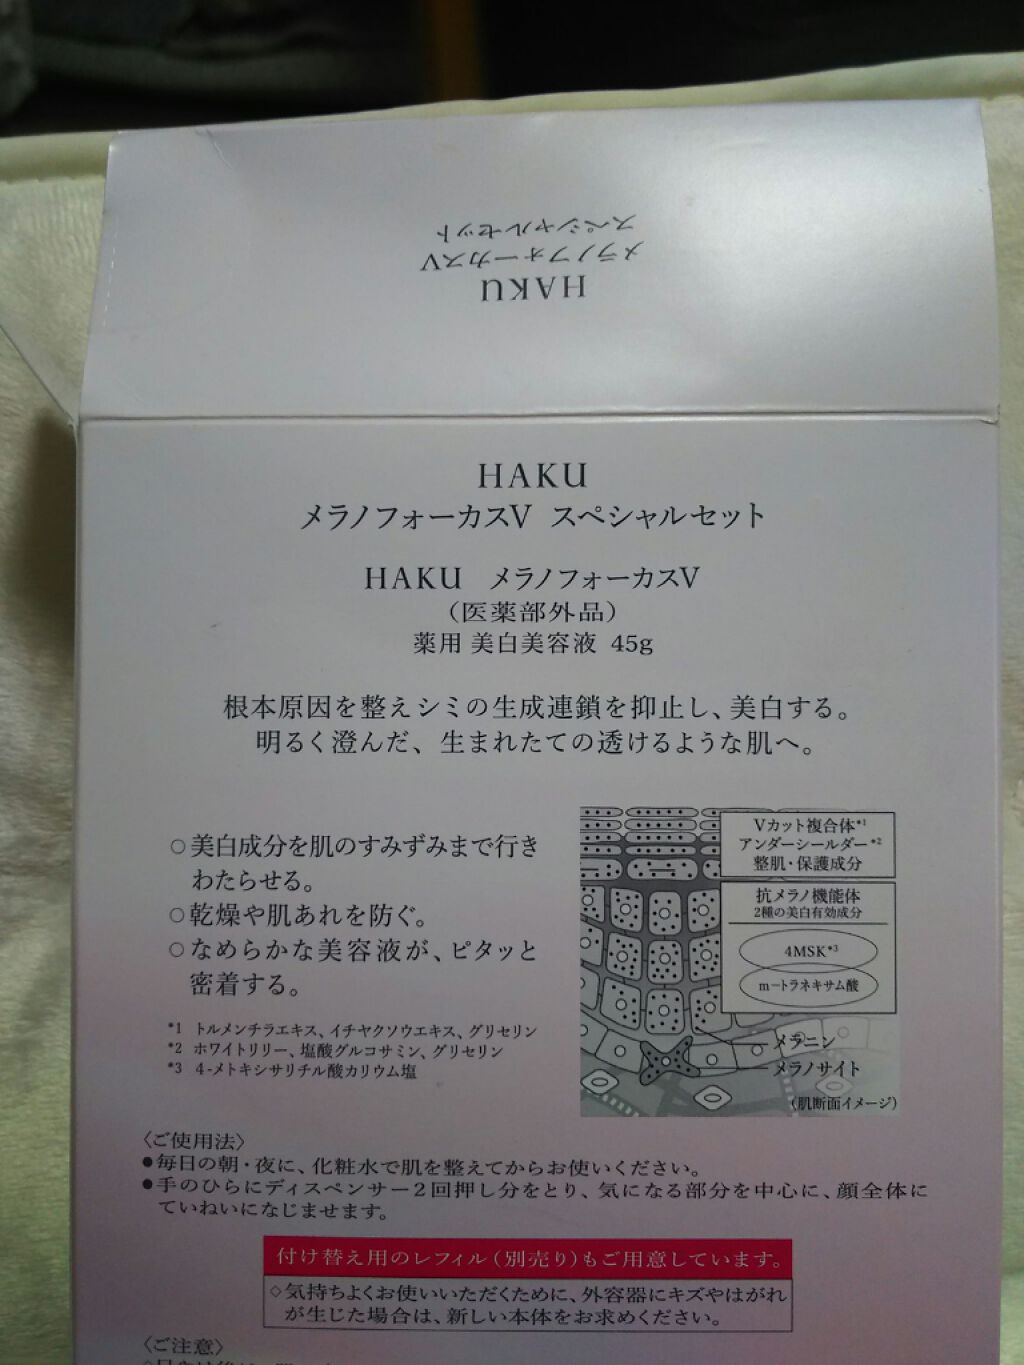 HAKU
メラノフォーカスV
スペシャルセット
HAKU
メラノフォーカスV スペシャルセット
HAKU メラノフォーカスV
（医薬部外品）
薬用 美白美容液 45g
根本原因を整えシミの生成連鎖を抑止し、美白する。
明るく澄んだ、生まれたての透けるような肌へ。
○美白成分を肌のすみずみまで行き
わたらせる。
○乾燥や肌あれを防ぐ。
○なめらかな美容液が、ピタッと
密着する。
*1 トルメンチラエキス、イチヤクソウエキス、グリセリン
*2 ホワイトリリー、塩酸グルコサミン、グリセリン
*3 4-メトキシサリチル酸カリウム塩
Vカット複合体*1
アンダーシールダー*2
整肌・保護成分
抗メラノ機能体
2種の美白有効成分
4MSK*3
m-トラネキサム酸
メラニン
メラノサイト
（肌断面イメージ）
〈ご使用法〉
●毎日の朝・夜に、化粧水で肌を整えてからお使いください。
●手のひらにディスペンサー2回押し分をとり、気になる部分を中心に、顔全体に
ていねいになじませます。
付け替え用のレフィル（別売り）もご用意しています。
◇気持ちよくお使いいただくために、外容器にキズやはがれ
が生じた場合は、新しい本体をお求めください。
〈ご注意〉